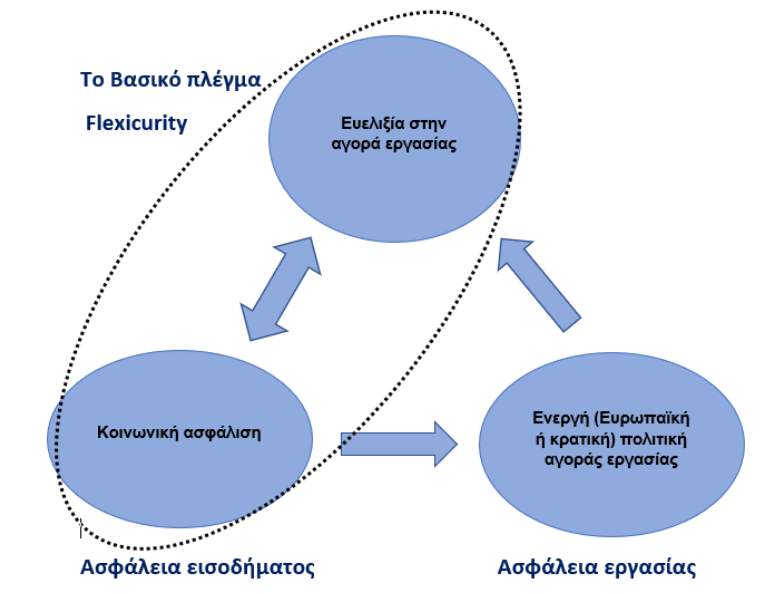 Το Βασικό πλέγμα
Flexicurity
Ευελιξία στην
αγορά εργασίας
Κοινωνική ασφάλιση
Ενεργή (Ευρωπαϊκή
ή κρατική) πολιτική
αγοράς εργασίας
Ασφάλεια εισοδήματος
Ασφάλεια εργασίας